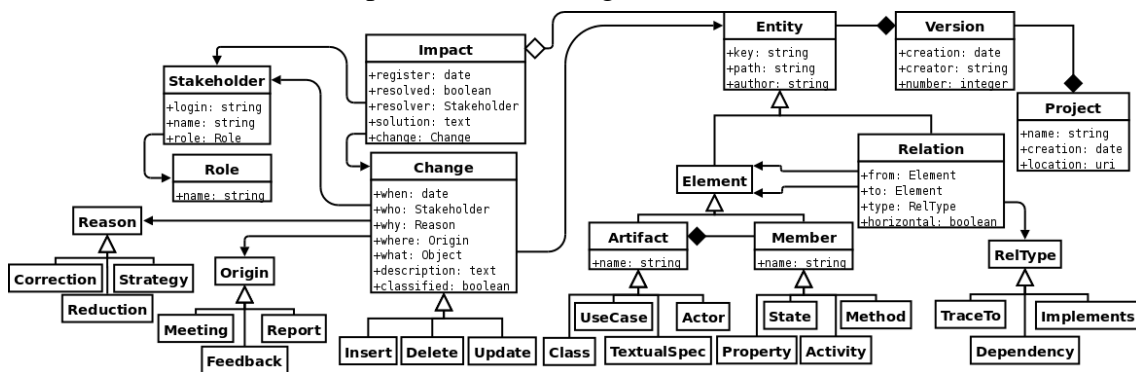 Impact
+register: date
+resolved: boolean
+resolver: Stakeholder
+solution: text
+change: Change
Entity
+key: string
+path: string
+author: string
Version
+creation: date
+creator: string
+number: integer
Stakeholder
+login: string
+name: string
+role: Role
Project
+name: string
+creation: date
+location: uri
Role
+name: string
Change
+when: date
+who: Stakeholder
+why: Reason
+where: Origin
+what: Object
+description: text
+classified: boolean
Element
Relation
+from: Element
+to: Element
+type: RelType
+horizontal: boolean
Reason
Correction
Strategy
Reduction
Origin
Meeting
Report
Feedback
Insert
Delete
Update
Artifact
+name: string
Member
+name: string
RelType
UseCase
Actor
Class
TextualSpec
State
Method
Property
Activity
TraceTo
Implements
Dependency